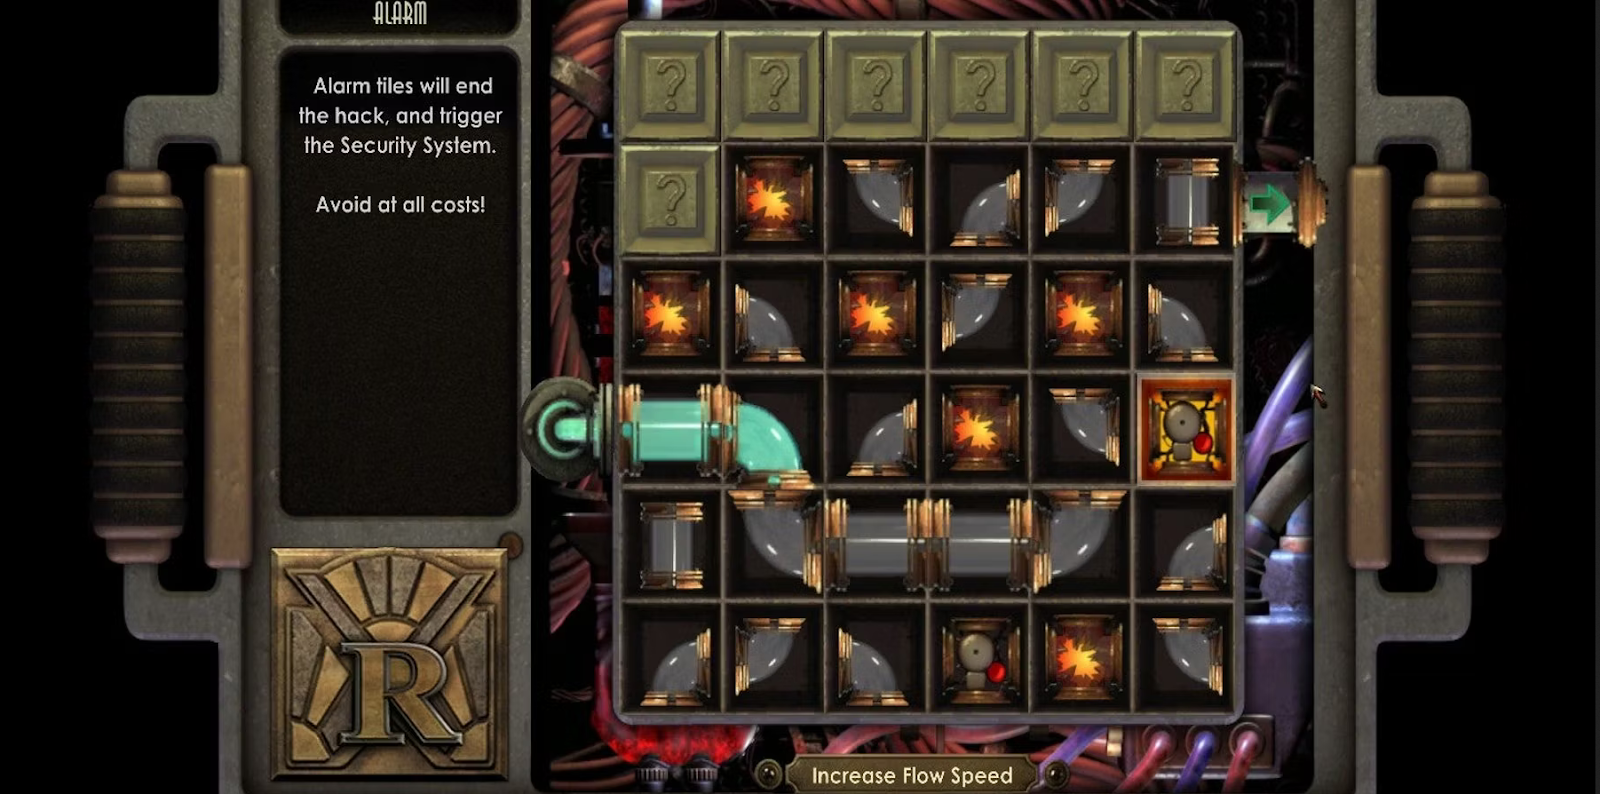 ALARM
Alarm tiles will end
the hack, and trigger
the Security System.
Avoid at all costs!
? ? ? ? ? ?
?
R
Increase Flow Speed